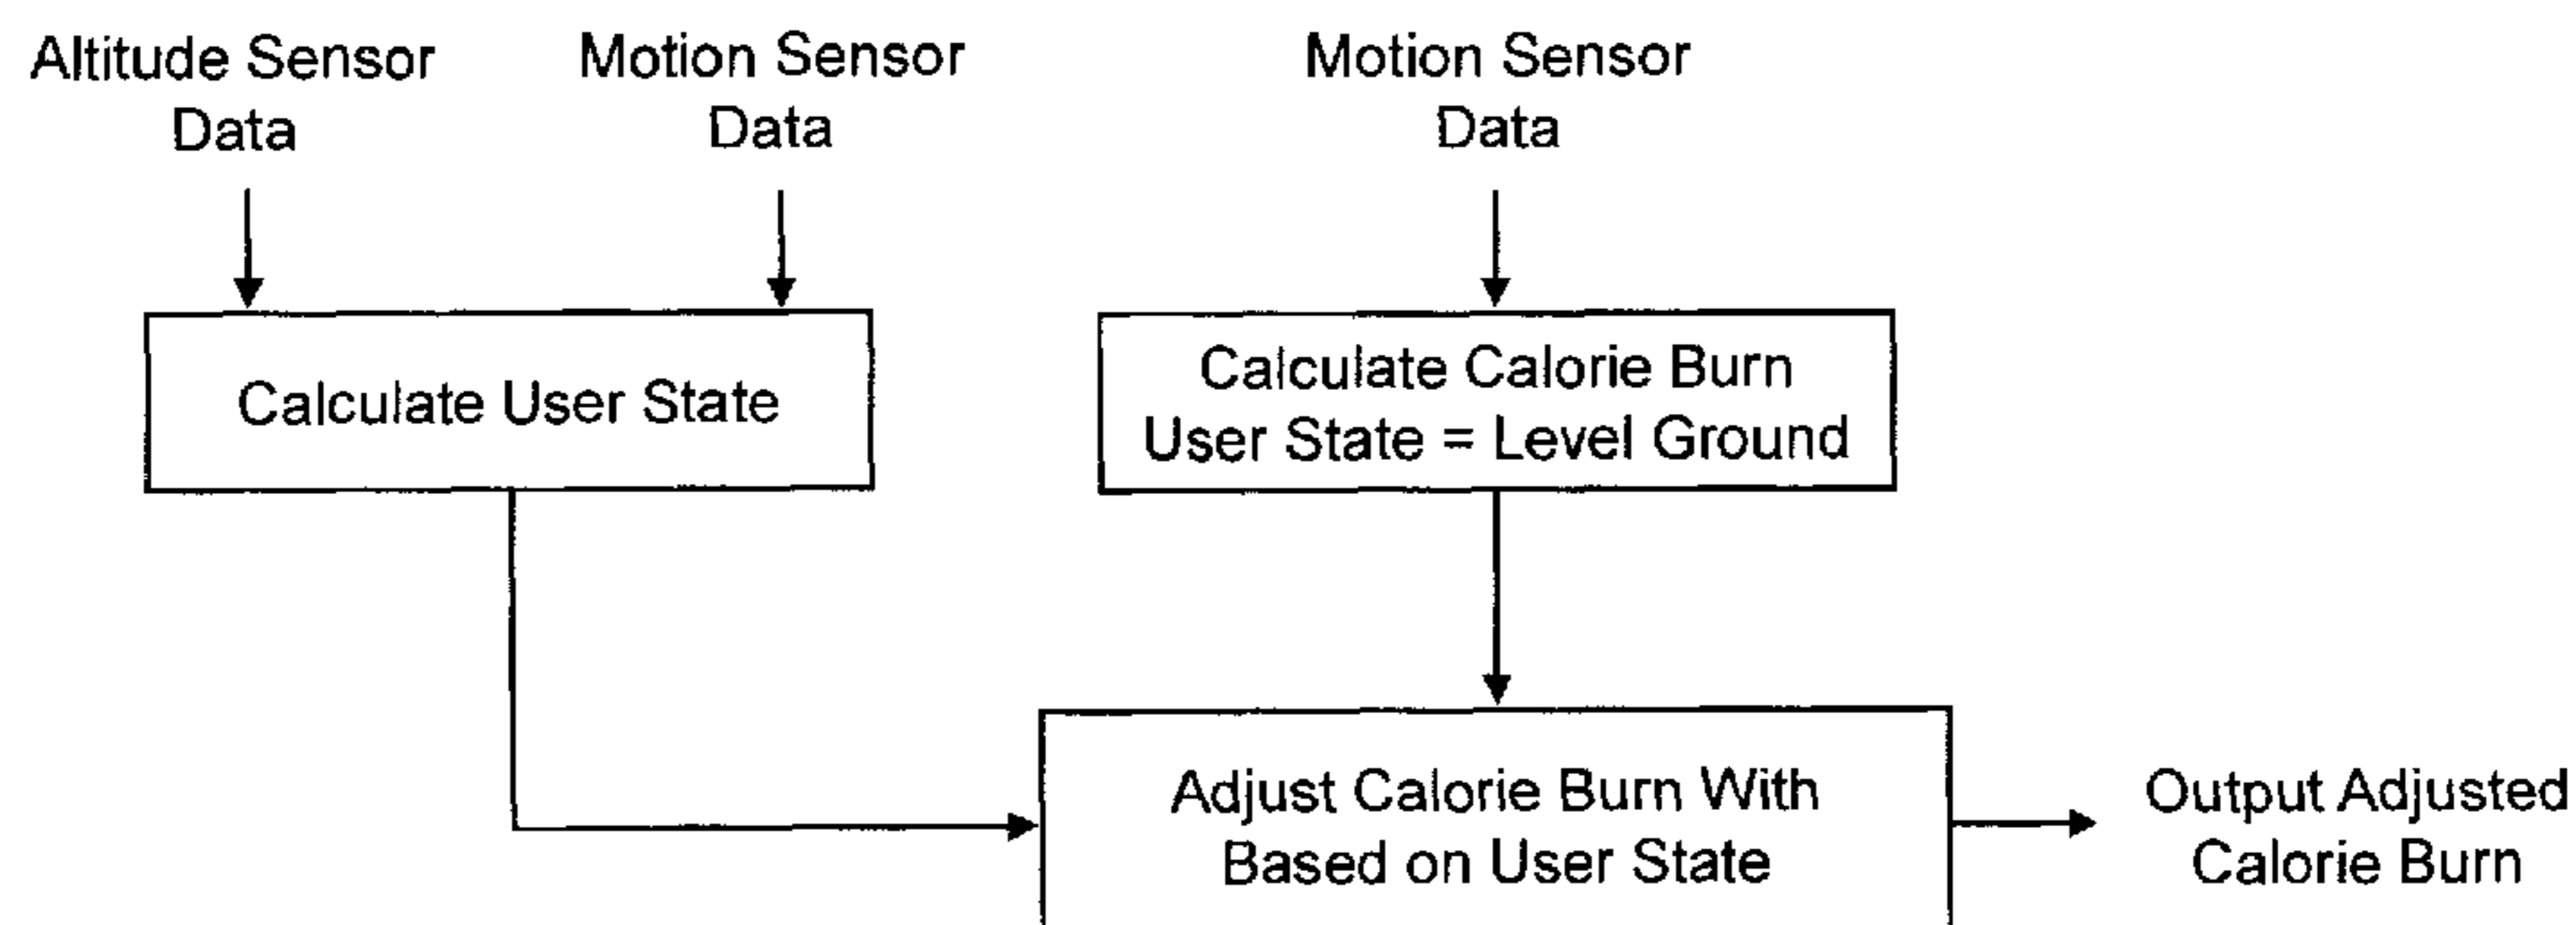 Altitude Sensor
Data
Motion Sensor
Data
Motion Sensor
Data
Calculate User State
Calculate Calorie Burn
User State = Level Ground
Adjust Calorie Burn With
Based on User State
Output Adjusted
Calorie Burn